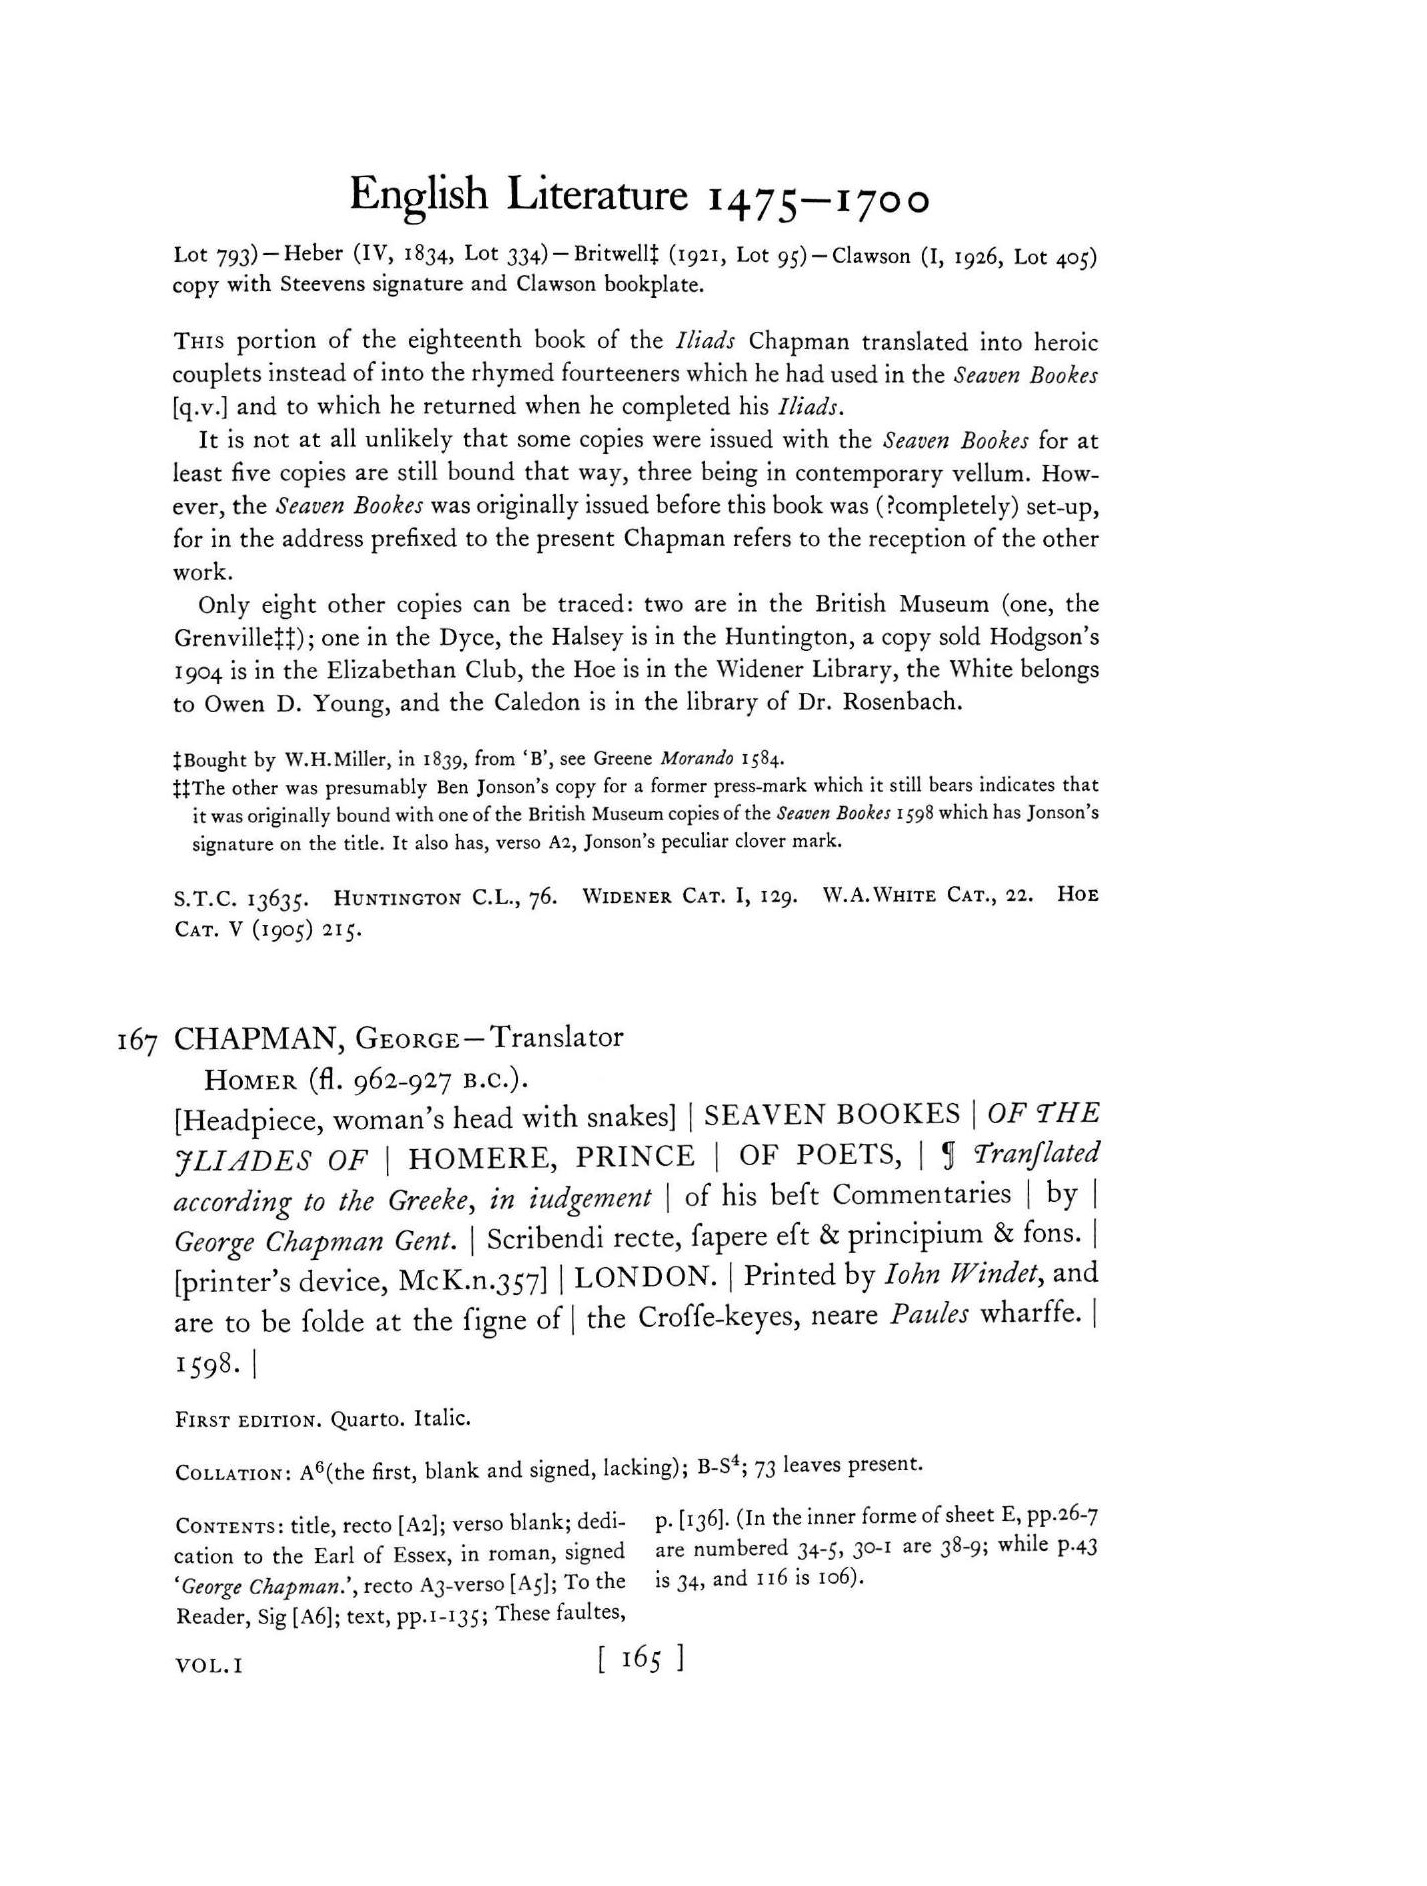 English Literature 1475—1700
Lot 793) — Heber (IV, 1834, Lot 334) — Britwell‡ (1921, Lot 95) — Clawson (I, 1926, Lot 405)
copy with Steevens signature and Clawson bookplate.
THIS portion of the eighteenth book of the Iliads Chapman translated into heroic
couplets instead of into the rhymed fourteeners which he had used in the Seaven Bookes
[q.v.] and to which he returned when he completed his Iliads.
It is not at all unlikely that some copies were issued with the Seaven Bookes for at
least five copies are still bound that way, three being in contemporary vellum. How-
ever, the Seaven Bookes was originally issued before this book was (?completely) set-up,
for in the address prefixed to the present Chapman refers to the reception of the other
work.
Only eight other copies can be traced: two are in the British Museum (one, the
Grenville‡‡); one in the Dyce, the Halsey is in the Huntington, a copy sold Hodgson's
1904 is in the Elizabethan Club, the Hoe is in the Widener Library, the White belongs
to Owen D. Young, and the Caledon is in the library of Dr. Rosenbach.
‡Bought by W.H.Miller, in 1839, from 'B', see Greene Morando 1584.
‡‡The other was presumably Ben Jonson's copy for a former press-mark which it still bears indicates that
it was originally bound with one of the British Museum copies of the Seaven Bookes 1598 which has Jonson's
signature on the title. It also has, verso A2, Jonson's peculiar clover mark.
S.T.C. 13635. HUNTINGTON C.L., 76. WIDENER CAT. I, 129. W.A.WHITE CAT., 22. HOE
CAT. V (1905) 215.
167 CHAPMAN, GEORGE — Translator
HOMER (fl. 962-927 B.C.).
[Headpiece, woman's head with snakes] | SEAVEN BOOKES | OF THE
JLIADES OF | HOMERE, PRINCE | OF POETS, | ¶ Tranſlated
according to the Greeke, in iudgement | of his beſt Commentaries | by |
George Chapman Gent. | Scribendi recte, ſapere eſt & principium & fons. |
[printer's device, McK.n.357] | LONDON. | Printed by Iohn Windet, and
are to be ſolde at the ſigne of | the Croſſe-keyes, neare Paules wharffe. |
1598. |
FIRST EDITION. Quarto. Italic.
COLLATION: A⁶(the first, blank and signed, lacking); B-S⁴; 73 leaves present.
CONTENTS: title, recto [A2]; verso blank; dedi-
cation to the Earl of Essex, in roman, signed
'George Chapman.', recto A3-verso [A5]; To the
Reader, Sig [A6]; text, pp.1-135; These faultes,
p. [136]. (In the inner forme of sheet E, pp.26-7
are numbered 34-5, 30-1 are 38-9; while p.43
is 34, and 116 is 106).
VOL. I
[ 165 ]